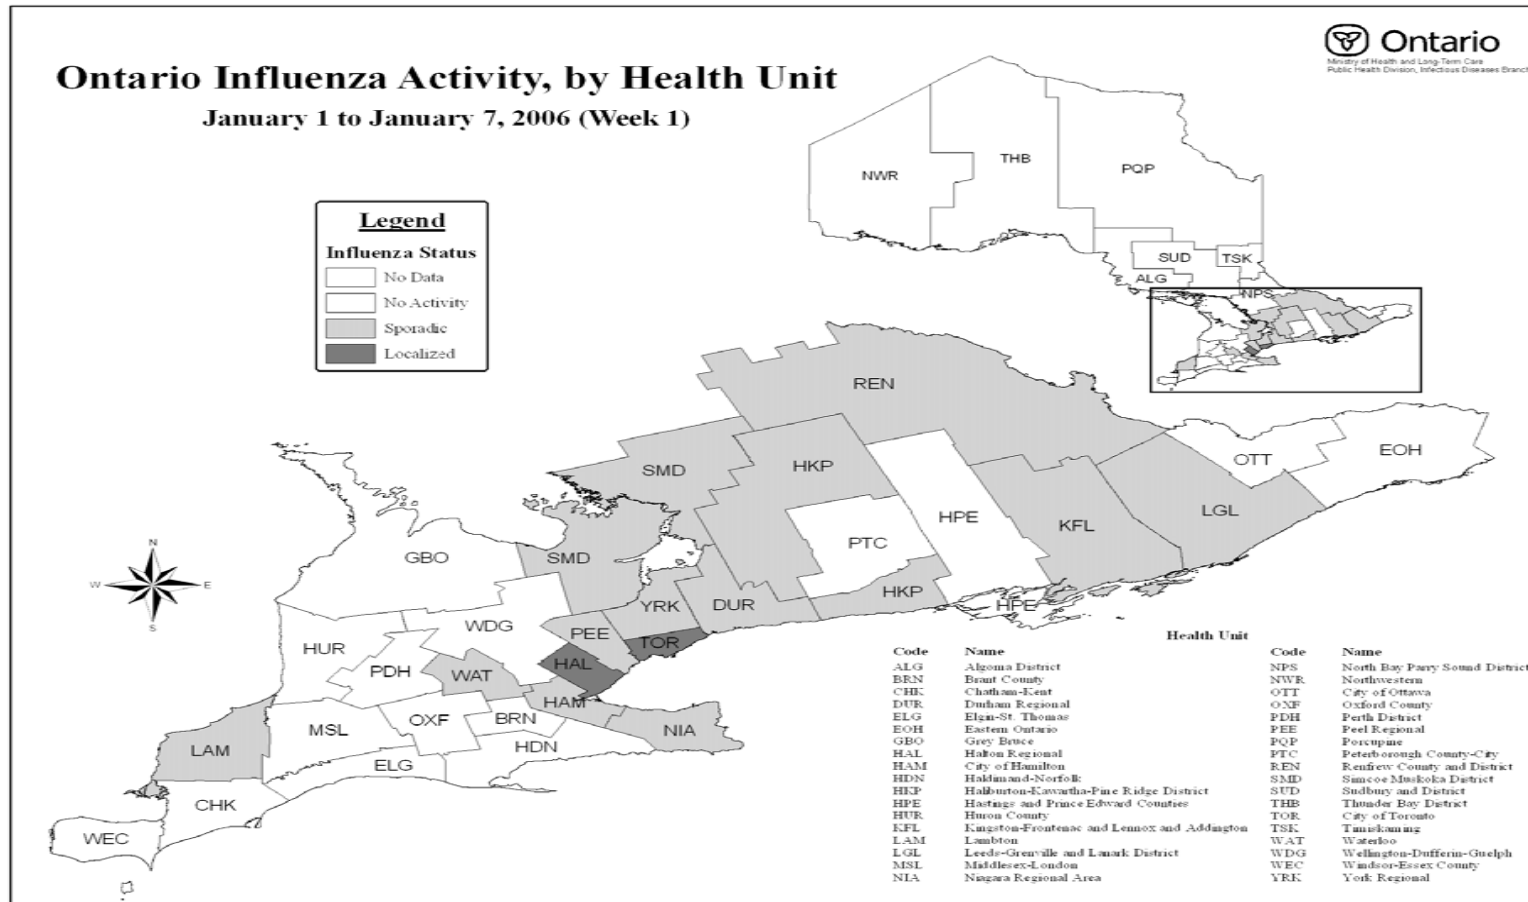 Ontario
Ministry of Health and Long-Term Care
Public Health Division, Infectious Diseases Branch
Ontario Influenza Activity, by Health Unit
January 1 to January 7, 2006 (Week 1)
Legend
Influenza Status
No Data
No Activity
Sporadic
Localized
NWR
THB
PQP
SUD
TSK
ALG
NPS
REN
SMD
HKP
OTT
EOH
LGL
HPE
KFL
PTC
GBO
SMD
YRK
DUR
HKP
HPE
N
W
E
S
HUR
WDG
PEE
TOR
PDH
WAT
HAL
HAM
NIA
LAM
MSL
OXF
BRN
HDN
ELG
CHK
WEC
Health Unit
Code Name
ALG Algoma District
BRN Brant County
CHK Chatham-Kent
DUR Durham Regional
ELG Elgin-St. Thomas
EOH Eastern Ontario
GBO Grey Bruce
HAL Halton Regional
HAM City of Hamilton
HDN Haldimand-Norfolk
HKP Haliburton-Kawartha-Pine Ridge District
HPE Hastings and Prince Edward Counties
HUR Huron County
KFL Kingston-Frontenac and Lennox and Addington
LAM Lambton
LGL Leeds-Grenville and Lanark District
MSL Middlesex-London
NIA Niagara Regional Area
Code Name
NPS North Bay Parry Sound District
NWR Northwestern
OTT City of Ottawa
OXF Oxford County
PDH Perth District
PEE Peel Regional
PQP Porcupine
PTC Peterborough County-City
REN Renfrew County and District
SMD Simcoe Muskoka District
SUD Sudbury and District
THB Thunder Bay District
TOR City of Toronto
TSK Timiskaming
WAT Waterloo
WDG Wellington-Dufferin-Guelph
WEC Windsor-Essex County
YRK York Regional